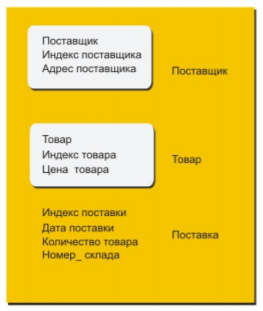 Поставщик
Индекс поставщика
Адрес поставщика
Поставщик
Товар
Индекс товара
Цена товара
Товар
Индекс поставки
Дата поставки
Количество товара
Номер_ склада
Поставка